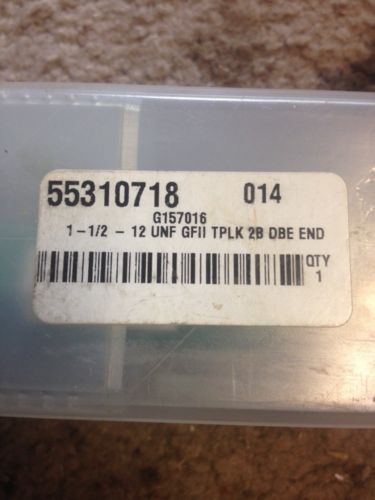 55310718 014
G157016
1-1/2 - 12 UNF GFII TPLK 2B DBE END
QTY
1